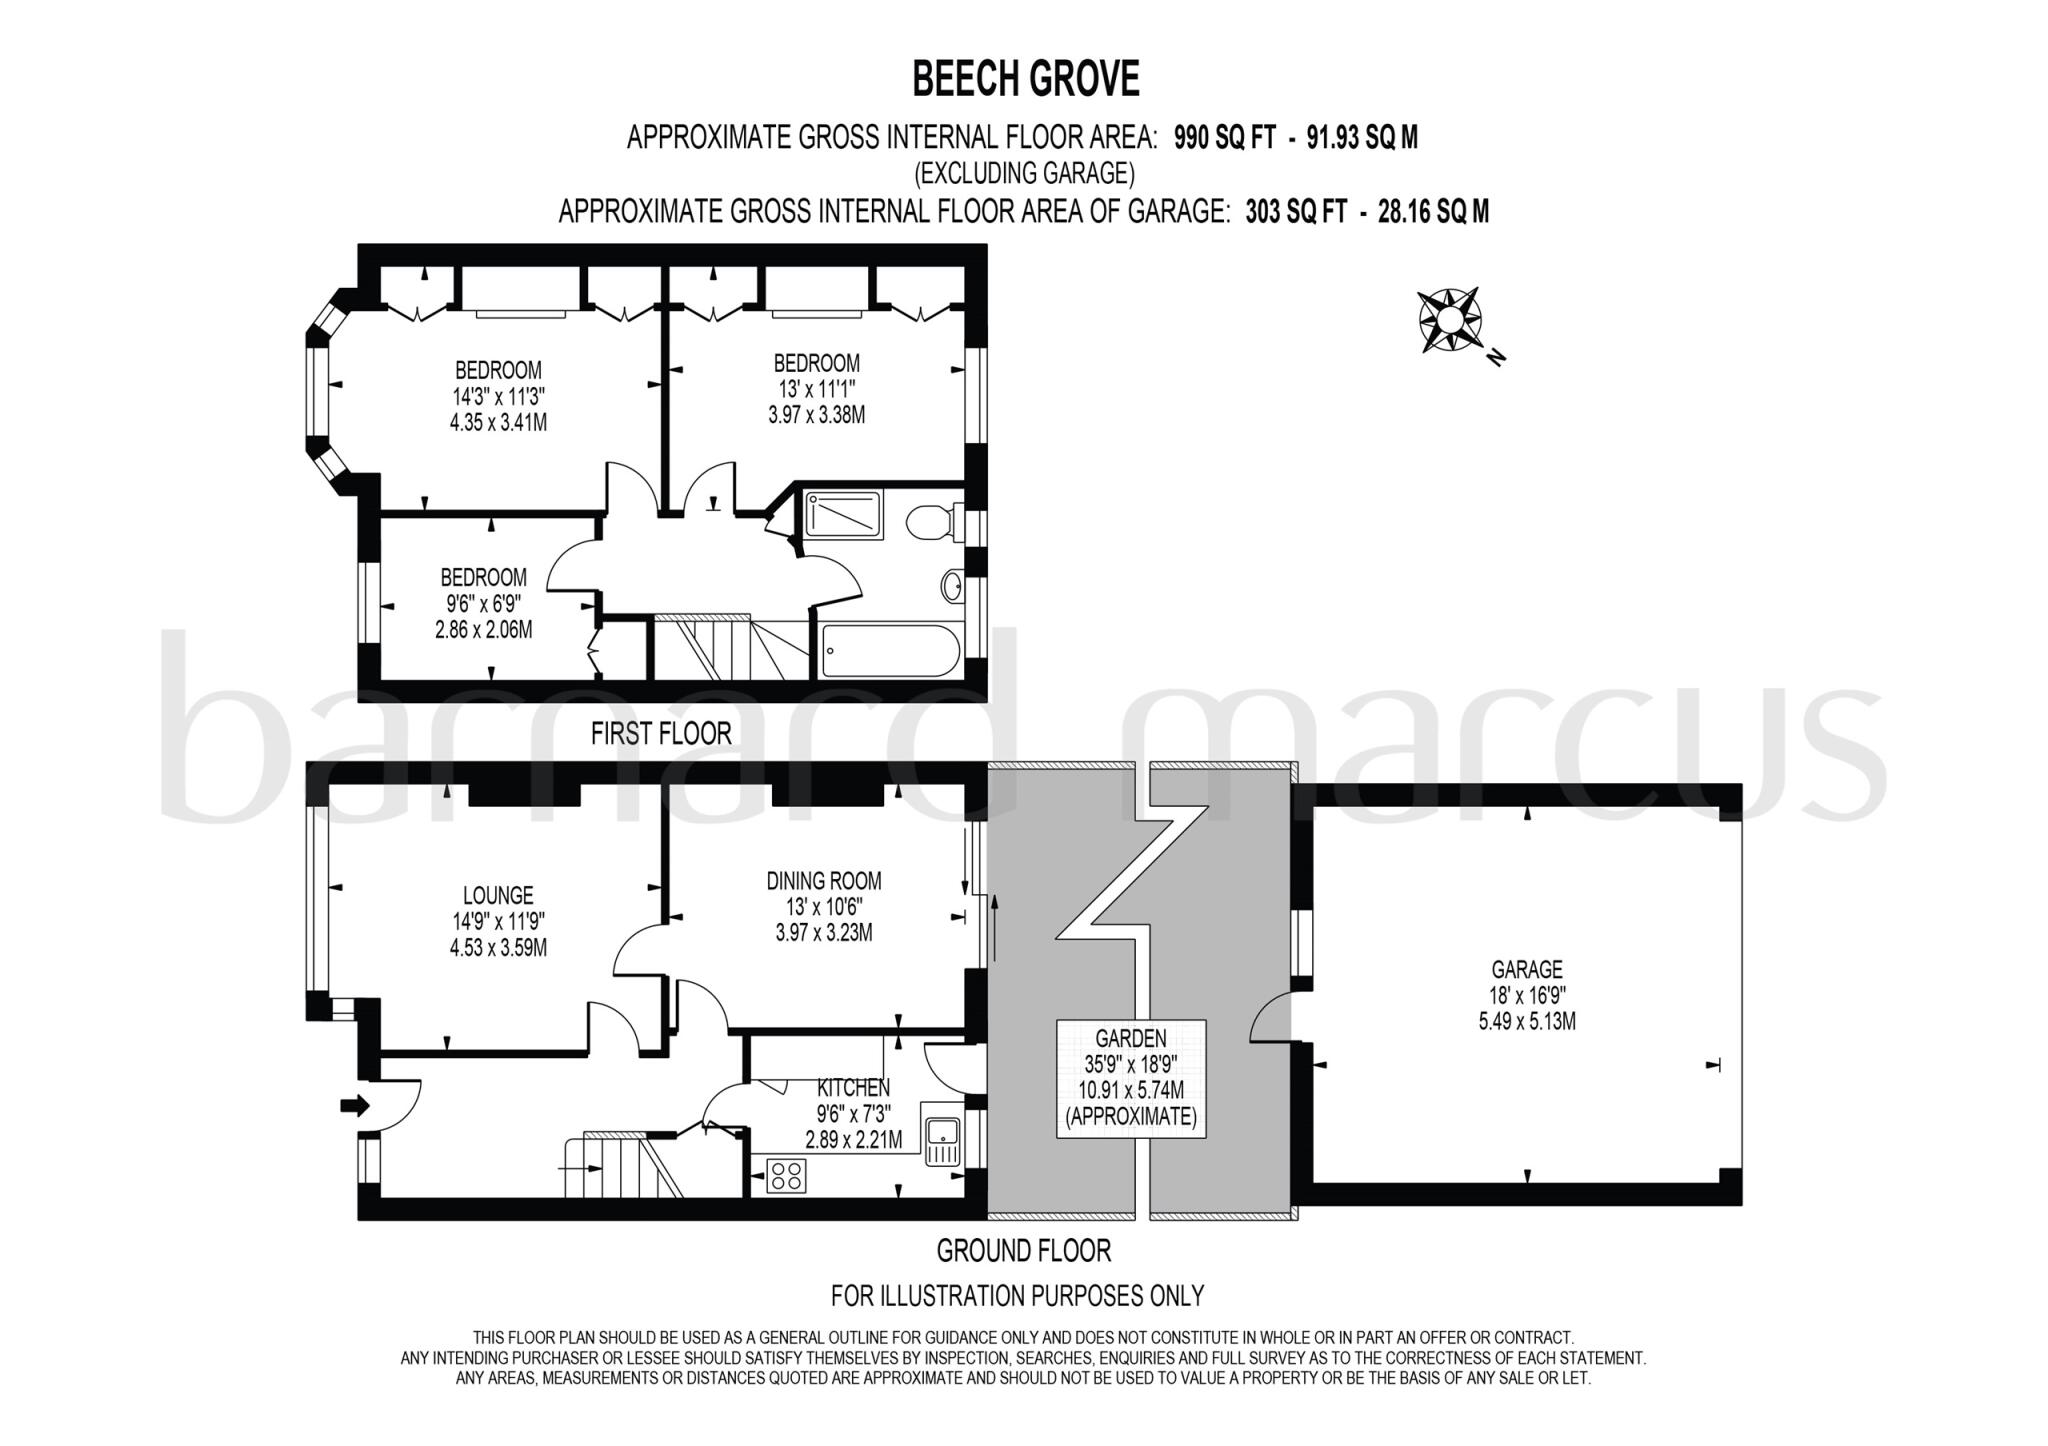 BEECH GROVE
APPROXIMATE GROSS INTERNAL FLOOR AREA: 990 SQ FT - 91.93 SQ M
(EXCLUDING GARAGE)
APPROXIMATE GROSS INTERNAL FLOOR AREA OF GARAGE: 303 SQ FT - 28.16 SQ M
N
BEDROOM
14'3" x 11'3"
4.35 x 3.41M
BEDROOM
13' x 11'1"
3.97 x 3.38M
BEDROOM
9'6" x 6'9"
2.86 x 2.06M
barnard marcus
FIRST FLOOR
LOUNGE
14'9" x 11'9"
4.53 x 3.59M
DINING ROOM
13' x 10'6"
3.97 x 3.23M
KITCHEN
9'6" x 7'3"
2.89 x 2.21M
GARDEN
35'9" x 18'9"
10.91 x 5.74M
(APPROXIMATE)
GARAGE
18' x 16'9"
5.49 x 5.13M
GROUND FLOOR
FOR ILLUSTRATION PURPOSES ONLY
THIS FLOOR PLAN SHOULD BE USED AS A GENERAL OUTLINE FOR GUIDANCE ONLY AND DOES NOT CONSTITUTE IN WHOLE OR IN PART AN OFFER OR CONTRACT.
ANY INTENDING PURCHASER OR LESSEE SHOULD SATISFY THEMSELVES BY INSPECTION, SEARCHES, ENQUIRIES AND FULL SURVEY AS TO THE CORRECTNESS OF EACH STATEMENT.
ANY AREAS, MEASUREMENTS OR DISTANCES QUOTED ARE APPROXIMATE AND SHOULD NOT BE USED TO VALUE A PROPERTY OR BE THE BASIS OF ANY SALE OR LET.